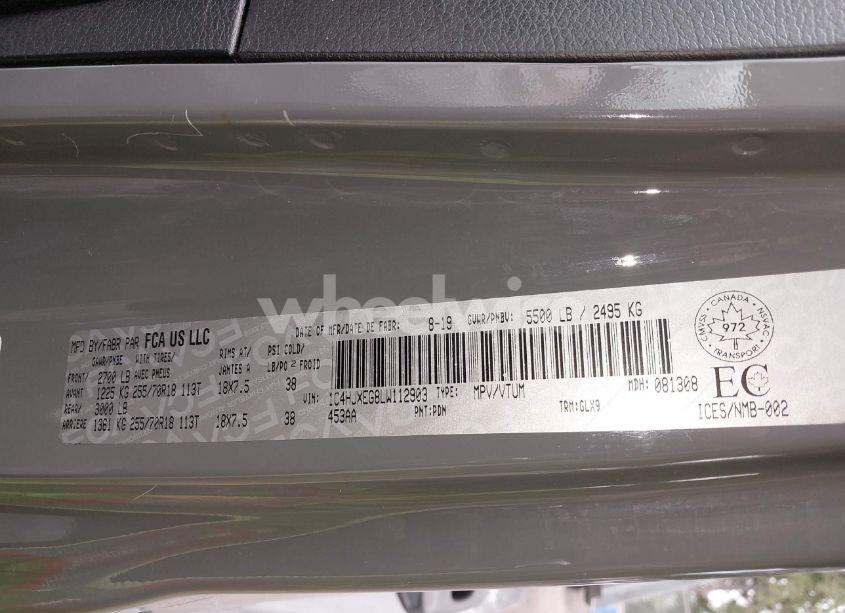 wheelwire
MFD BY/FABR PAR FCA US LLC
DATE OF MFR/DATE DE FABR: 8-19 GVWR/PNBV: 5500 LB / 2495 KG
GAWR/PNBE WITH TIRES/ RIMS AT/ PSI COLD/
AVEC PNEUS JANTES A LB/PO 2 FROID
FRONT/ 2700 LB
AVANT 1225 KG 255/70R18 113T 18X7.5 38
REAR/ 3000 LB
ARRIERE 1361 KG 255/70R18 113T 18X7.5 38
VIN: 1C4HJXEG8LW112903 TYPE: MPV/VTUM MDH: 081308
453AA PNT: PDN TRM: GLX9
CANADA
CMVSS 972 NSVAC
TRANSPORT
EC
ICES/NMB-002